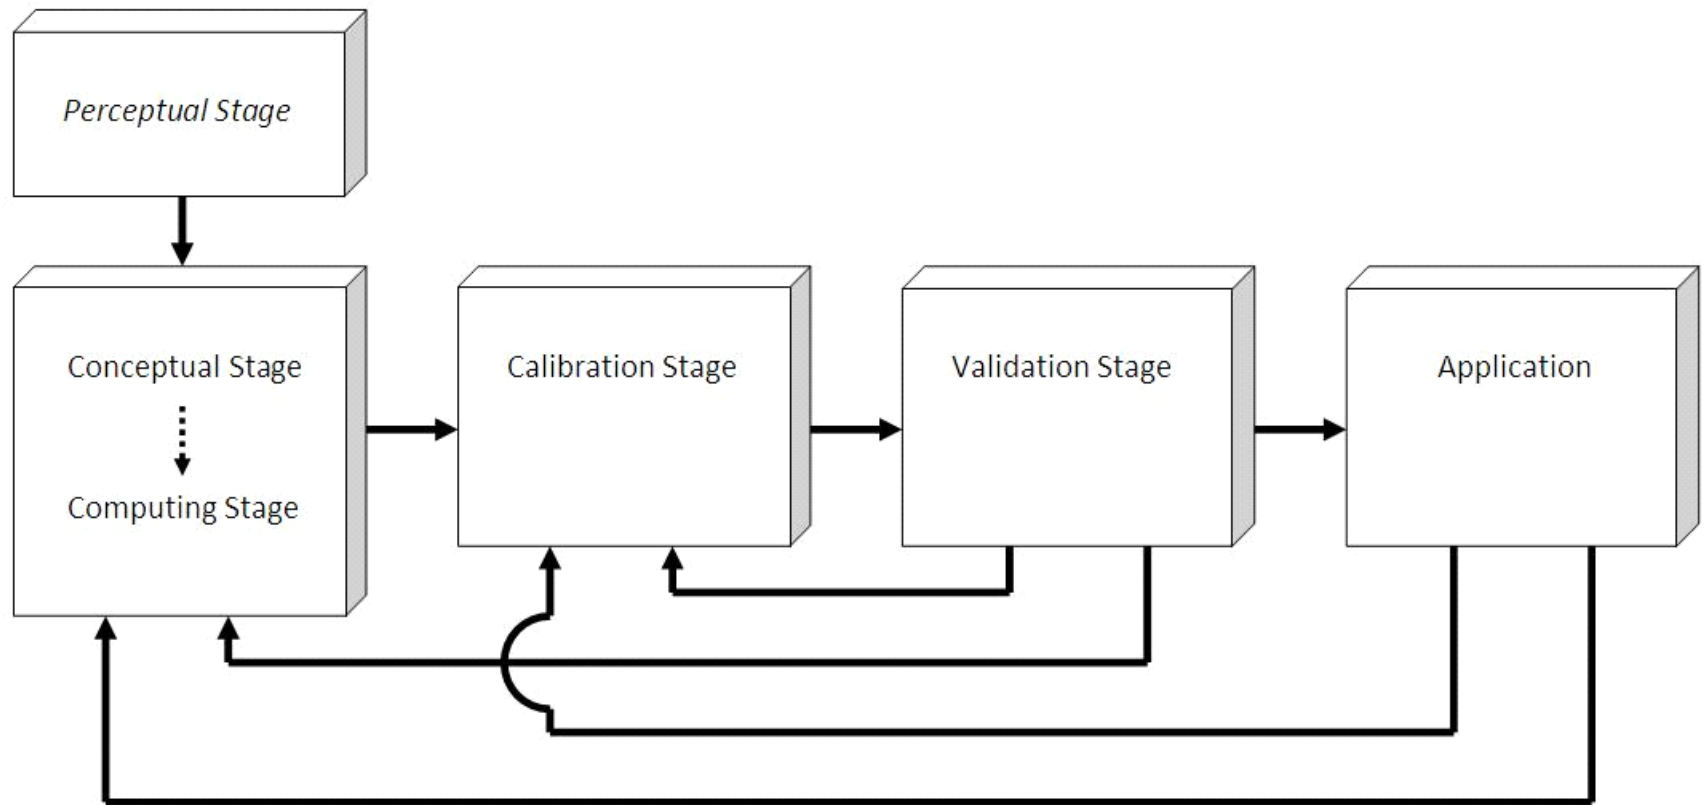 Perceptual Stage
Conceptual Stage
Computing Stage
Calibration Stage
Validation Stage
Application